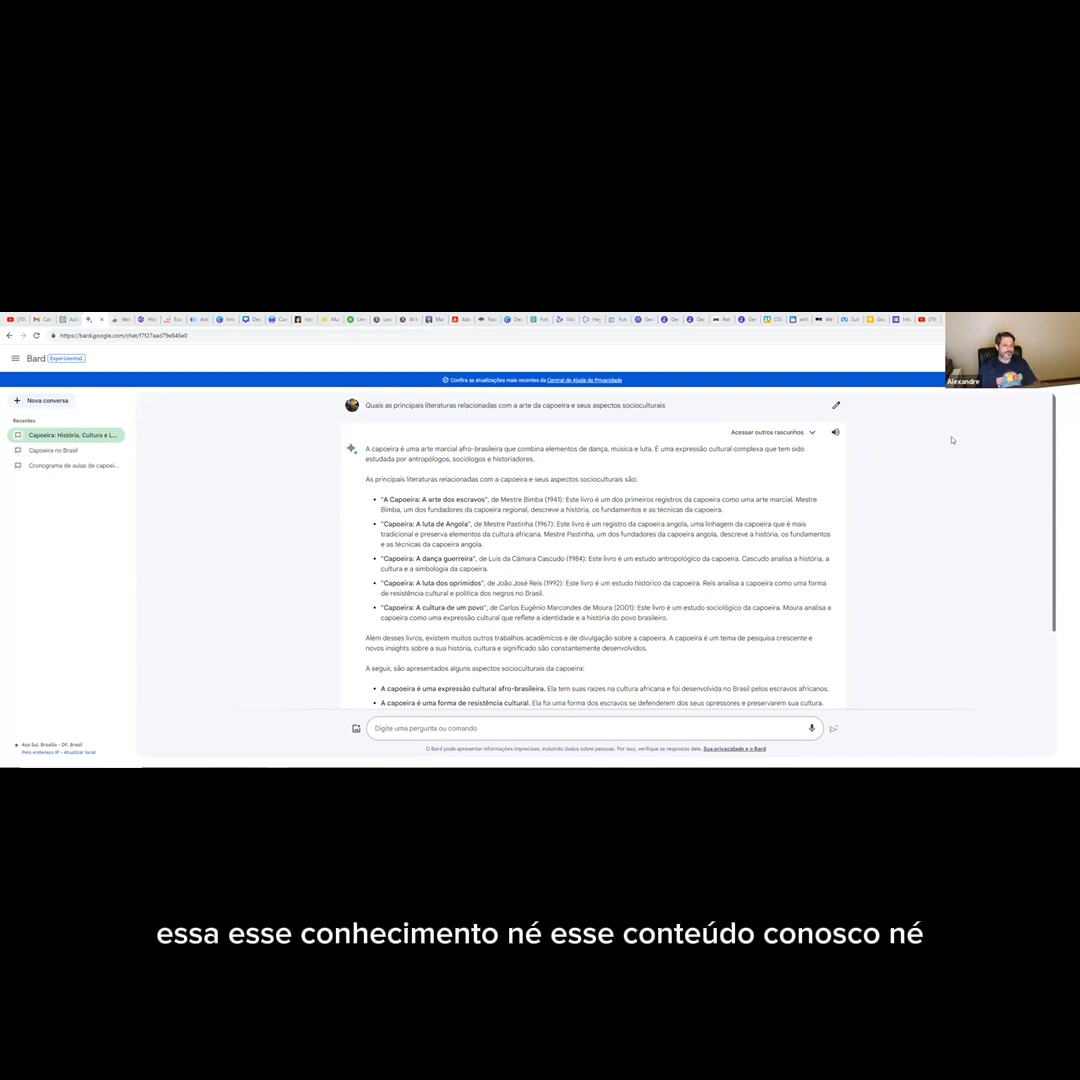 https://bard.google.com/chat/f7f27aad79e846e0
Bard Experimental
Confira as atualizações mais recentes da Central de Ajuda da Privacidade
Alexandre
Nova conversa
Recentes
Capoeira: História, Cultura e L...
Capoeira no Brasil
Cronograma de aulas de capoei...
Quais as principais literaturas relacionadas com a arte da capoeira e seus aspectos socioculturais
Acessar outros rascunhos
A capoeira é uma arte marcial afro-brasileira que combina elementos de dança, música e luta. É uma expressão cultural complexa que tem sido
estudada por antropólogos, sociólogos e historiadores.
As principais literaturas relacionadas com a capoeira e seus aspectos socioculturais são:
• "A Capoeira: A arte dos escravos", de Mestre Bimba (1941): Este livro é um dos primeiros registros da capoeira como uma arte marcial. Mestre
Bimba, um dos fundadores da capoeira regional, descreve a história, os fundamentos e as técnicas da capoeira.
• "Capoeira: A luta de Angola", de Mestre Pastinha (1967): Este livro é um registro da capoeira angola, uma linhagem da capoeira que é mais
tradicional e preserva elementos da cultura africana. Mestre Pastinha, um dos fundadores da capoeira angola, descreve a história, os fundamentos
e as técnicas da capoeira angola.
• "Capoeira: A dança guerreira", de Luís da Câmara Cascudo (1984): Este livro é um estudo antropológico da capoeira. Cascudo analisa a história, a
cultura e a simbologia da capoeira.
• "Capoeira: A luta dos oprimidos", de João José Reis (1992): Este livro é um estudo histórico da capoeira. Reis analisa a capoeira como uma forma
de resistência cultural e política dos negros no Brasil.
• "Capoeira: A cultura de um povo", de Carlos Eugênio Marcondes de Moura (2001): Este livro é um estudo sociológico da capoeira. Moura analisa a
capoeira como uma expressão cultural que reflete a identidade e a história do povo brasileiro.
Além desses livros, existem muitos outros trabalhos acadêmicos e de divulgação sobre a capoeira. A capoeira é um tema de pesquisa crescente e
novos insights sobre a sua história, cultura e significado são constantemente desenvolvidos.
A seguir, são apresentados alguns aspectos socioculturais da capoeira:
• A capoeira é uma expressão cultural afro-brasileira. Ela tem suas raízes na cultura africana e foi desenvolvida no Brasil pelos escravos africanos.
• A capoeira é uma forma de resistência cultural. Ela foi uma forma dos escravos se defenderem dos seus opressores e preservarem sua cultura.
Digite uma pergunta ou comando
Asa Sul, Brasília - DF, Brasil
Pelo endereço IP - Atualizar local
O Bard pode apresentar informações imprecisas, incluindo dados sobre pessoas. Por isso, verifique as respostas dele. Sua privacidade e o Bard
essa esse conhecimento né esse conteúdo conosco né